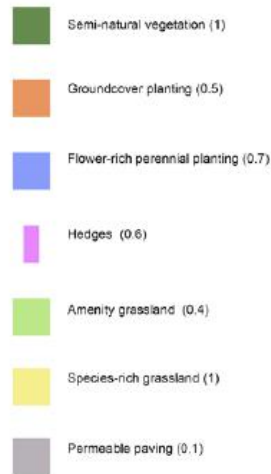 Semi-natural vegetation (1)
Groundcover planting (0.5)
Flower-rich perennial planting (0.7)
Hedges (0.6)
Amenity grassland (0.4)
Species-rich grassland (1)
Permeable paving (0.1)